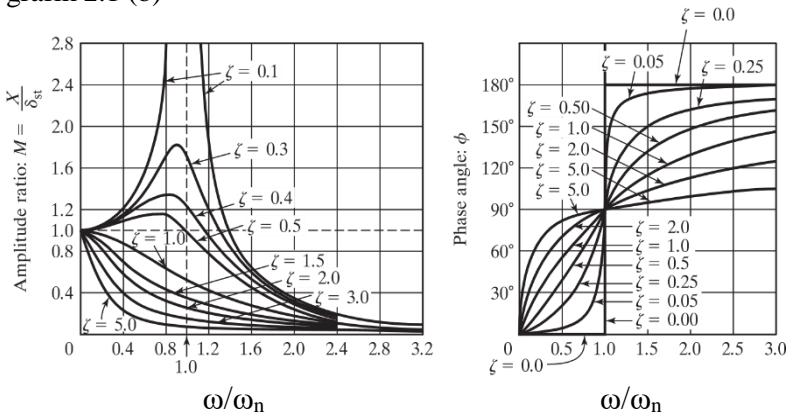 2.1 (b)
Amplitude ratio: M = X/δst
2.8
2.4
2.0
1.6
1.2
1.0
0.8
0.4
0
0.4 0.8 1.2 1.6 2.0 2.4 2.8 3.2
1.0
ζ = 0.1
ζ = 0.3
ζ = 0.4
ζ = 0.5
ζ = 1.0
ζ = 1.5
ζ = 2.0
ζ = 3.0
ζ = 5.0
ω/ωn
Phase angle: ϕ
180°
150°
120°
90°
60°
30°
0 0.5 1.0 1.5 2.0 2.5 3.0
ζ = 0.0
ζ = 0.05
ζ = 0.25
ζ = 0.50
ζ = 1.0
ζ = 2.0
ζ = 5.0
ζ = 5.0
ζ = 2.0
ζ = 1.0
ζ = 0.5
ζ = 0.25
ζ = 0.05
ζ = 0.00
ζ = 0.0
ω/ωn